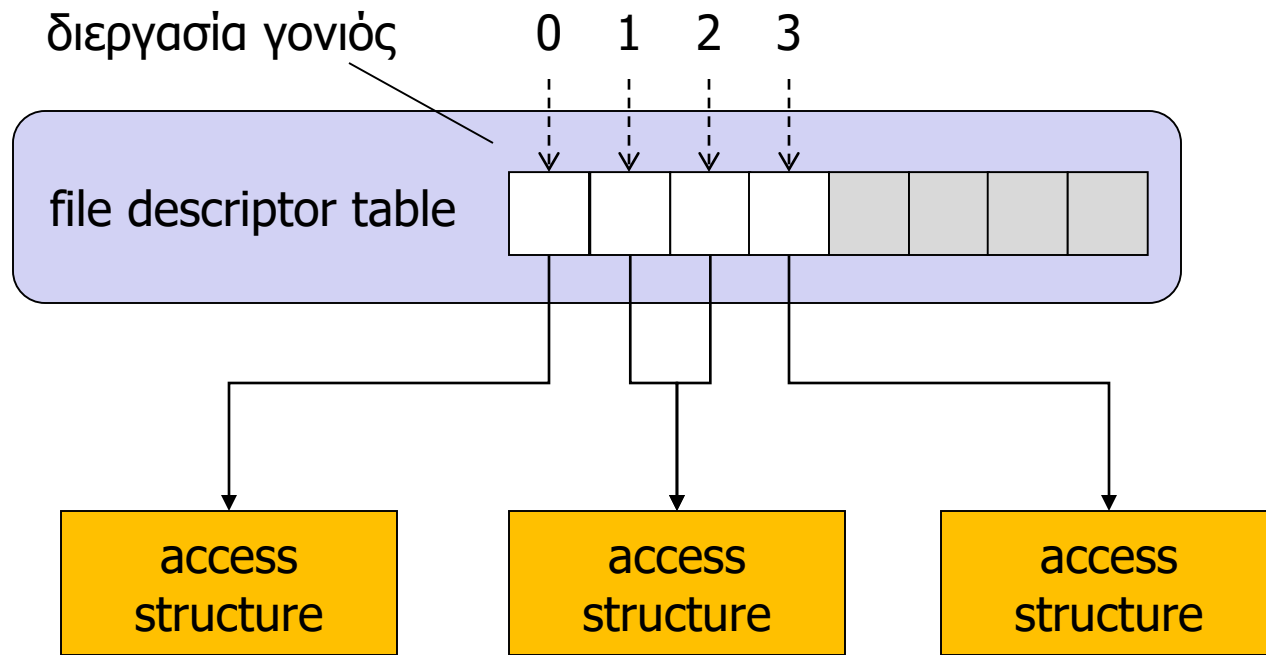 διεργασία γονιός 0 1 2 3
file descriptor table
access
structure
access
structure
access
structure